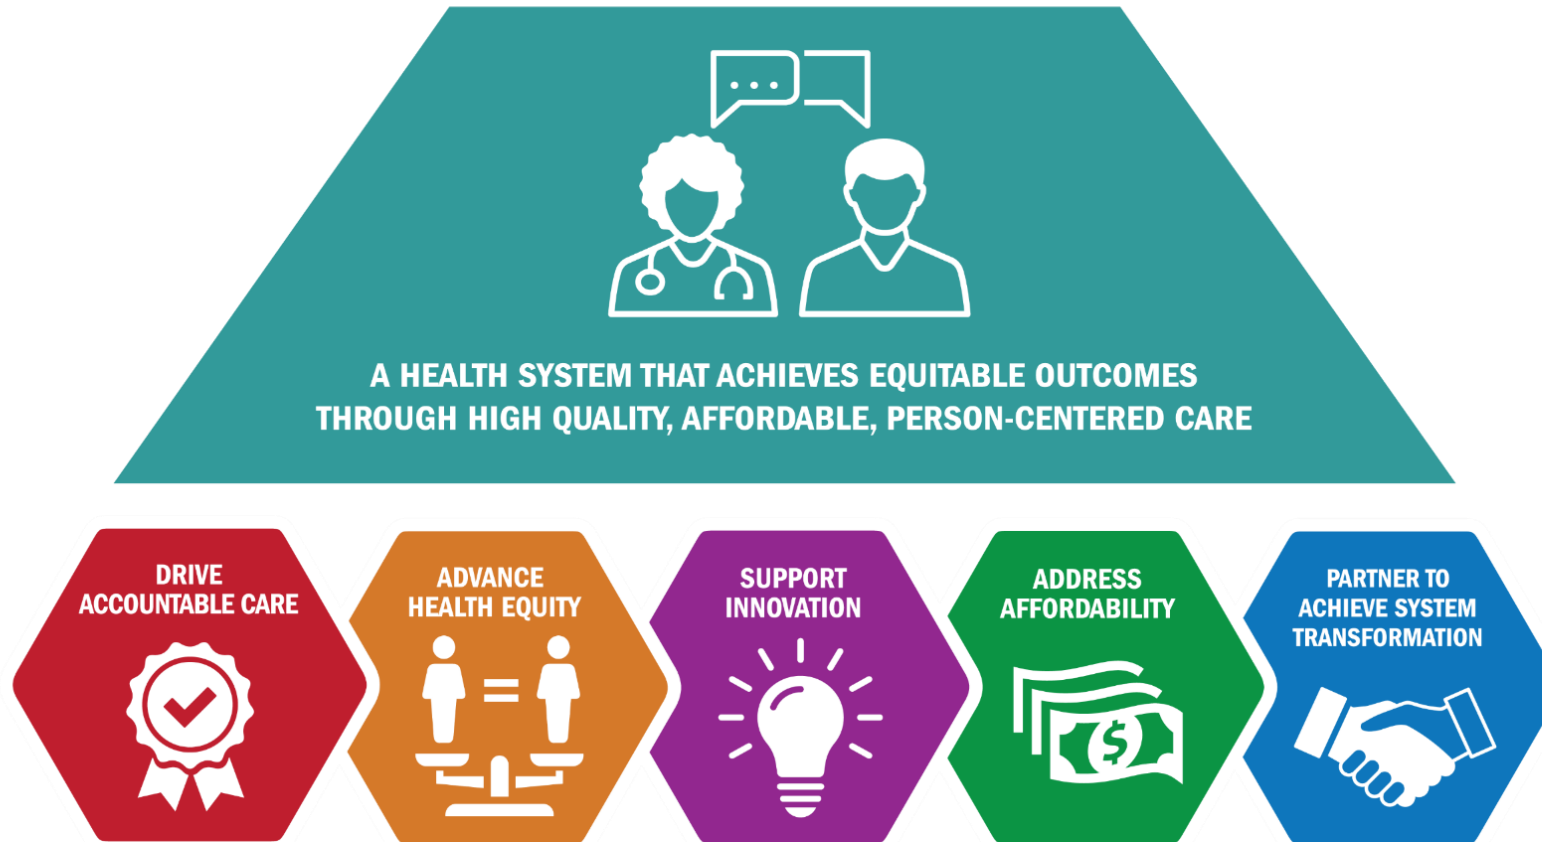 A HEALTH SYSTEM THAT ACHIEVES EQUITABLE OUTCOMES
THROUGH HIGH QUALITY, AFFORDABLE, PERSON-CENTERED CARE
DRIVE
ACCOUNTABLE CARE
ADVANCE
HEALTH EQUITY
SUPPORT
INNOVATION
ADDRESS
AFFORDABILITY
PARTNER TO
ACHIEVE SYSTEM
TRANSFORMATION
$